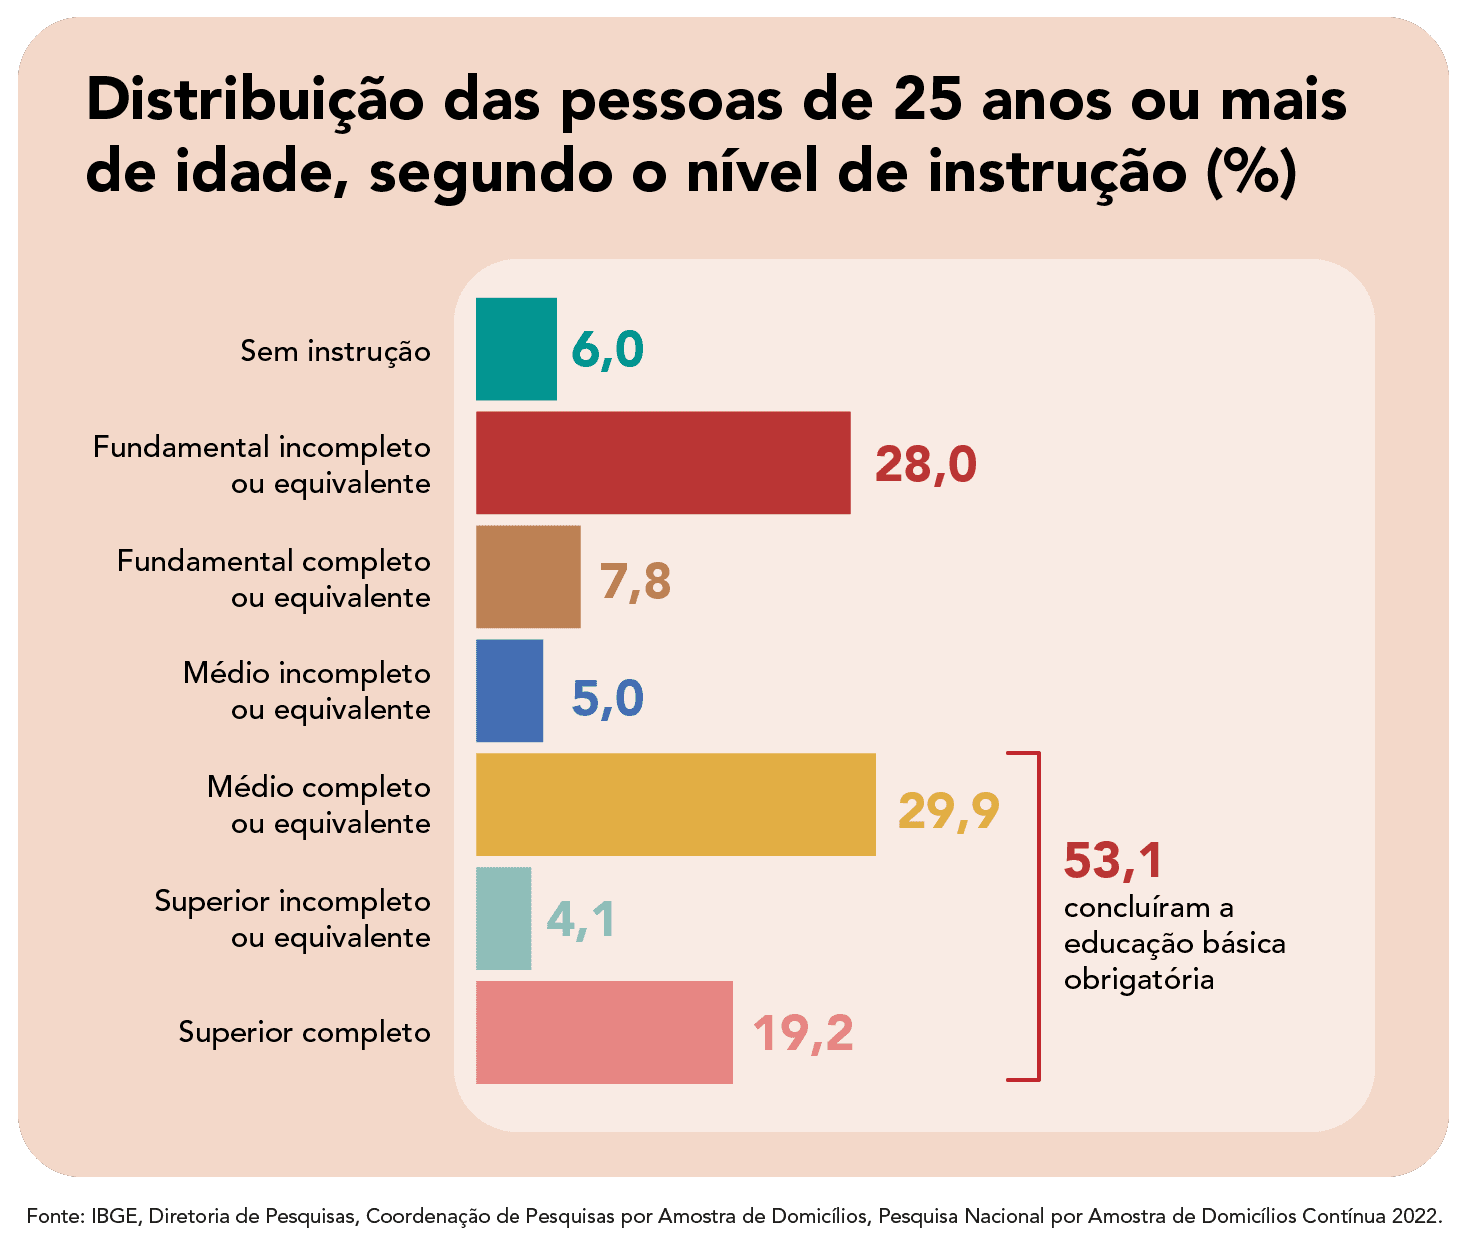 Distribuição das pessoas de 25 anos ou mais
de idade, segundo o nível de instrução (%)
Sem instrução
6,0
Fundamental incompleto
ou equivalente
28,0
Fundamental completo
ou equivalente
7,8
Médio incompleto
ou equivalente
5,0
Médio completo
ou equivalente
29,9
Superior incompleto
ou equivalente
4,1
Superior completo
19,2
53,1
concluíram a
educação básica
obrigatória
Fonte: IBGE, Diretoria de Pesquisas, Coordenação de Pesquisas por Amostra de Domicílios, Pesquisa Nacional por Amostra de Domicílios Contínua 2022.